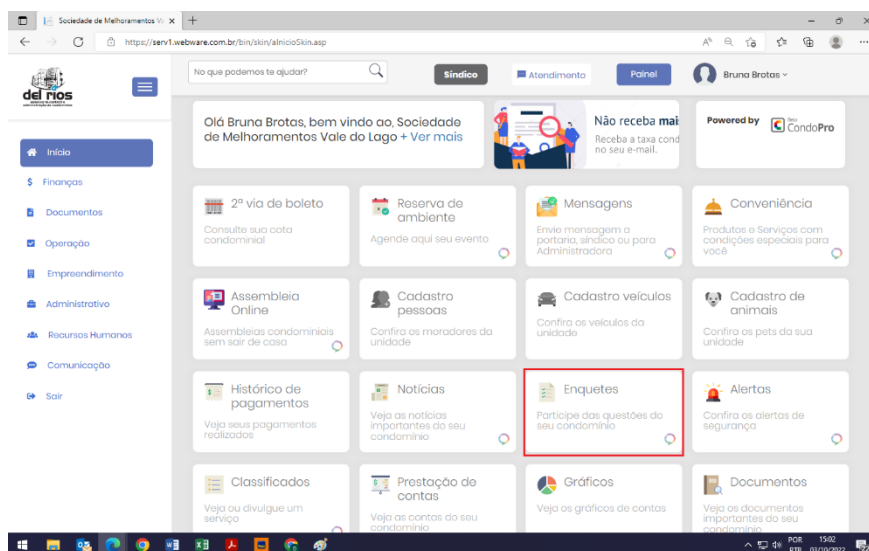 Sociedade de Melhoramentos V
https://serv1.webware.com.br/bin/skin/aInicioSkin.asp
del rios
No que podemos te ajudar?
Síndico
Atendimento
Painel
Bruna Brotas
Olá Bruna Brotas, bem vindo ao, Sociedade
de Melhoramentos Vale do Lago + Ver mais
Não receba mai
Receba a taxa cond
no seu e-mail.
Powered by
CondoPro
Início
Finanças
Documentos
Operação
Empreendimento
Administrativo
Recursos Humanos
Comunicação
Sair
2ª via de boleto
Consulte sua cota
condominial
Reserva de
ambiente
Agende aqui seu evento
Mensagens
Envie mensagem a
portaria, síndico ou para
Administradora
Conveniência
Produtos e Serviços com
condições especiais para
você
Assembleia
Online
Assembleias condominiais
sem sair de casa
Cadastro
pessoas
Confira os moradores da
unidade
Cadastro veículos
Confira os veículos da
unidade
Cadastro de
animais
Confira os pets da sua
unidade
Histórico de
pagamentos
Veja seus pagamentos
realizados
Notícias
Veja as notícias
importantes do seu
condomínio
Enquetes
Participe das questões do
seu condomínio
Alertas
Confira os alertas de
segurança
Classificados
Veja ou divulgue um
serviço
Prestação de
contas
Veja as contas do seu
condomínio
Gráficos
Veja os gráficos de contas
Documentos
Veja os documentos
importantes do seu
condomínio
POR
PTB
15:02
03/10/2022